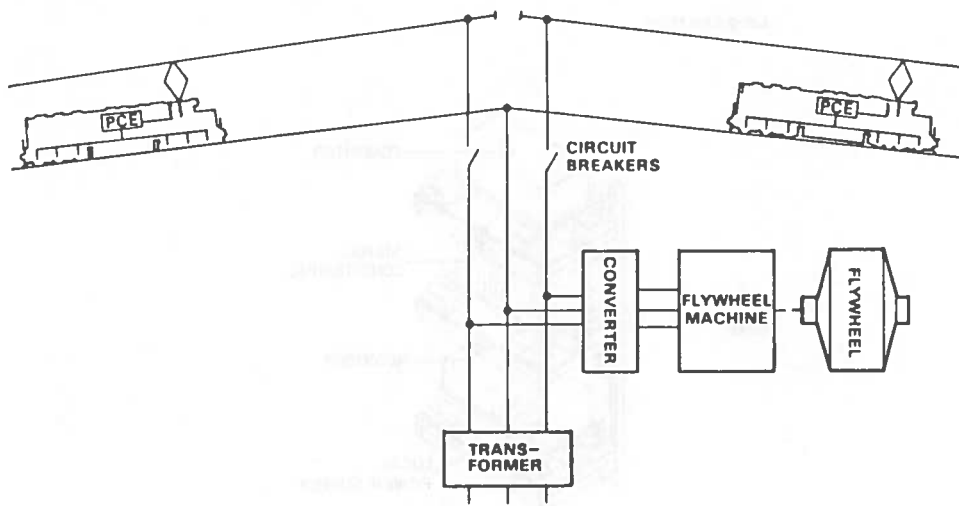 PCE
PCE
CIRCUIT
BREAKERS
CONVERTER
FLYWHEEL
MACHINE
FLYWHEEL
TRANS-
FORMER